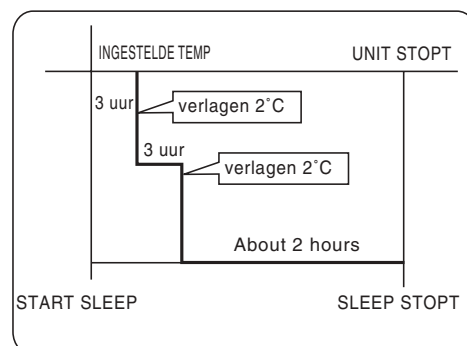 INGESTELDE TEMP UNIT STOPT
3 uur verlagen 2°C
3 uur
verlagen 2°C
About 2 hours
START SLEEP SLEEP STOPT